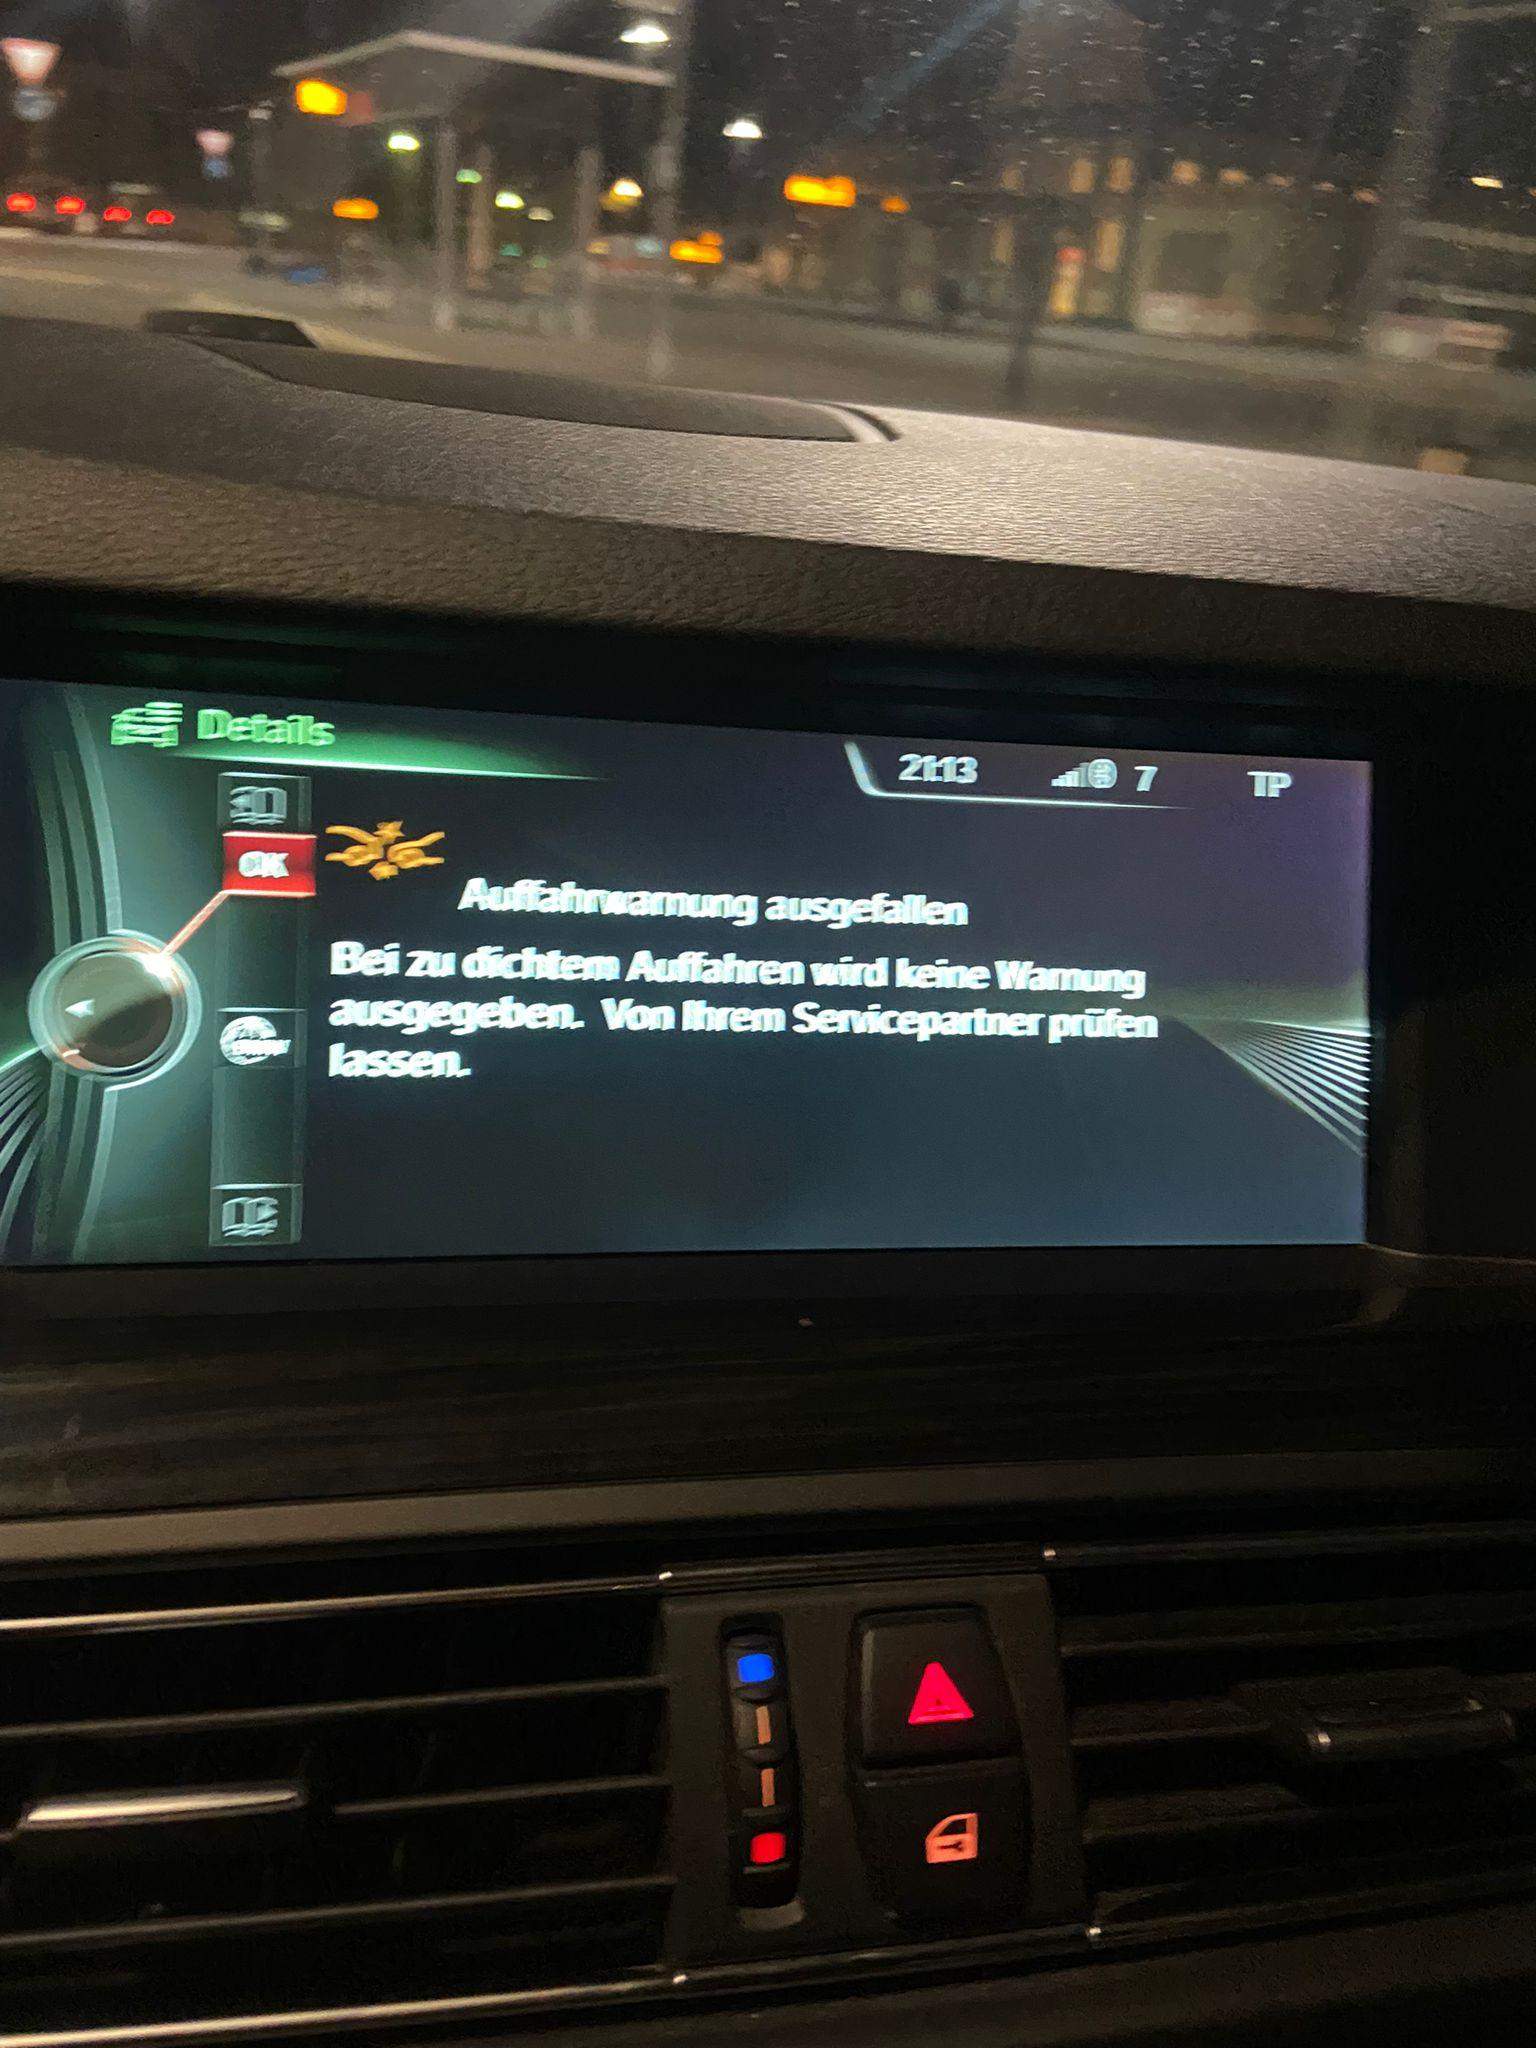 Details
21:13 7 TP
OK
Auffahrwarnung ausgefallen
Bei zu dichtem Auffahren wird keine Warnung
ausgegeben. Von Ihrem Servicepartner prüfen
lassen.